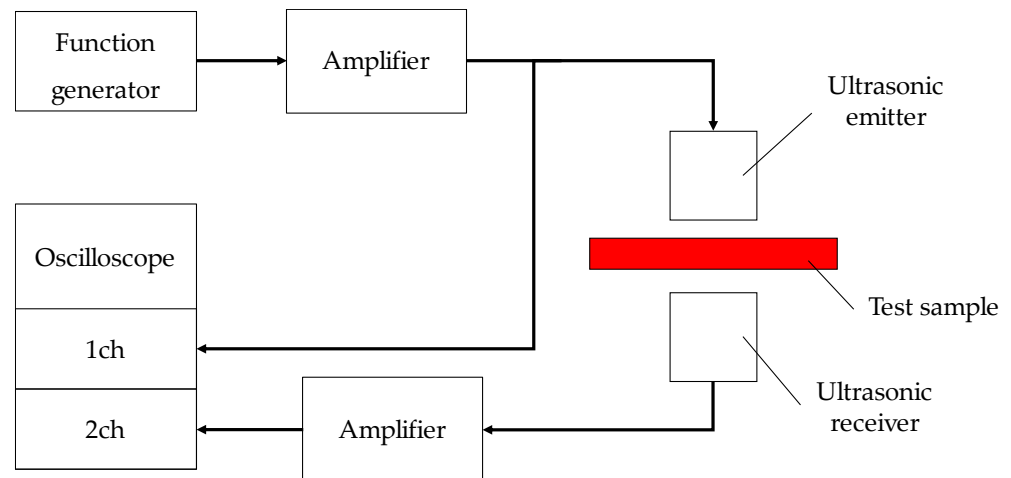 Function
generator
Amplifier
Ultrasonic
emitter
Oscilloscope
Test sample
1ch
Ultrasonic
receiver
2ch
Amplifier